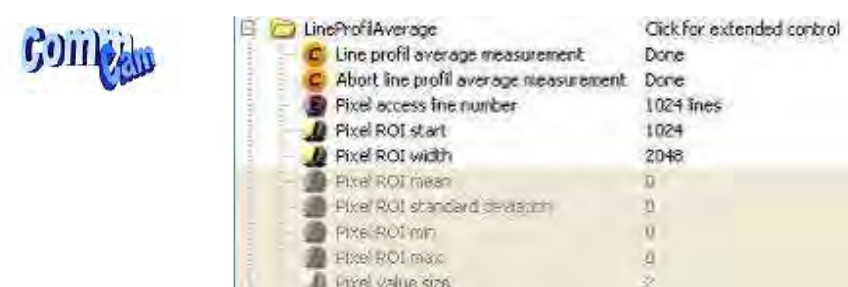 CommCam
LineProfilAverage Click for extended control
Line profil average measurement Done
Abort line profil average measurement Done
Pixel access line number 1024 lines
Pixel ROI start 1024
Pixel ROI width 2048
Pixel ROI mean 0
Pixel ROI standard deviation 0
Pixel ROI min 0
Pixel ROI max 0
Pixel value size 2